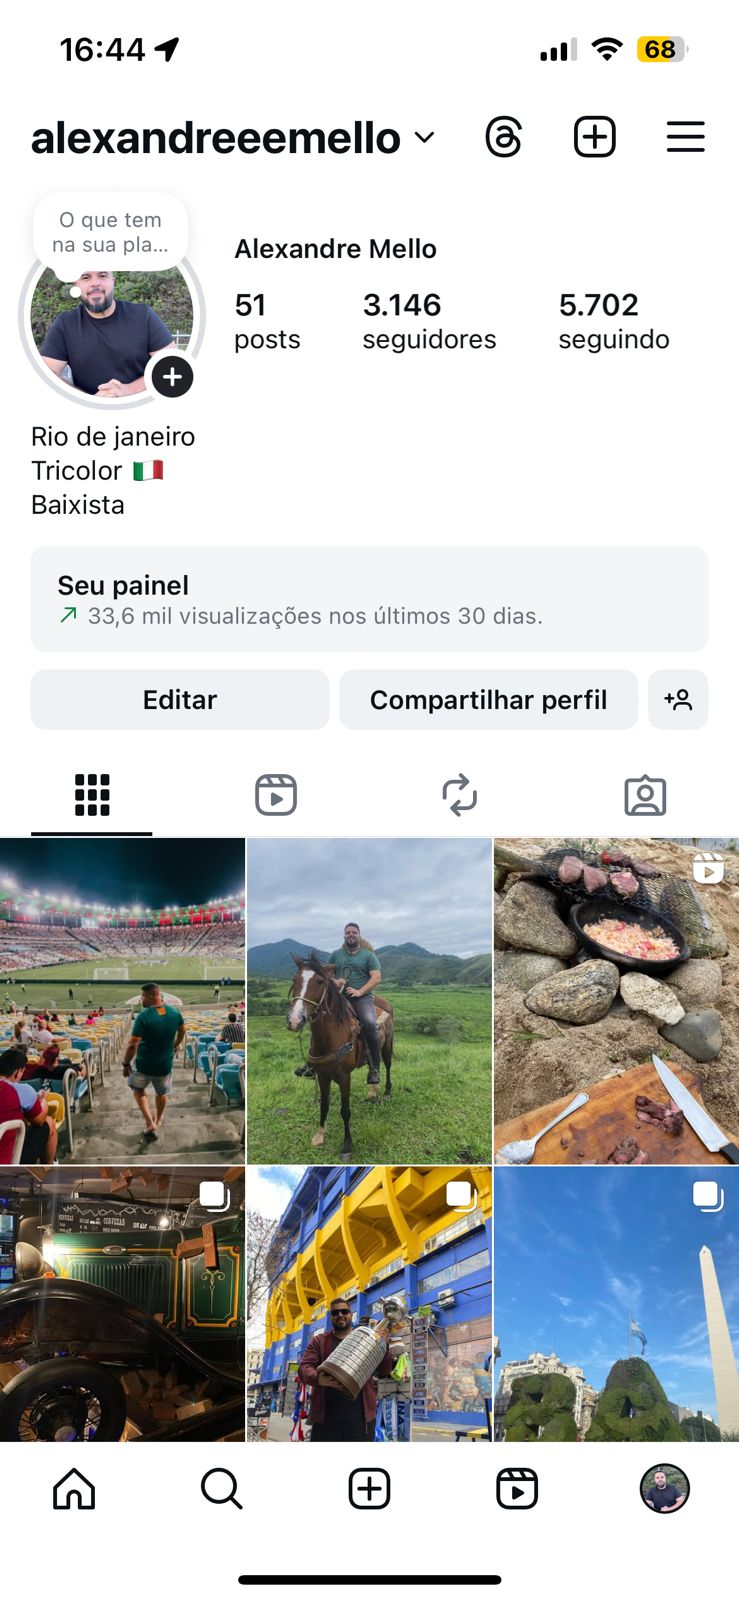 16:44
68
alexandreeemello
O que tem
na sua pla...
Alexandre Mello
51
posts
3.146
seguidores
5.702
seguindo
Rio de janeiro
Tricolor 🇮🇹
Baixista
Seu painel
33,6 mil visualizações nos últimos 30 dias.
Editar
Compartilhar perfil
CERVEZAS